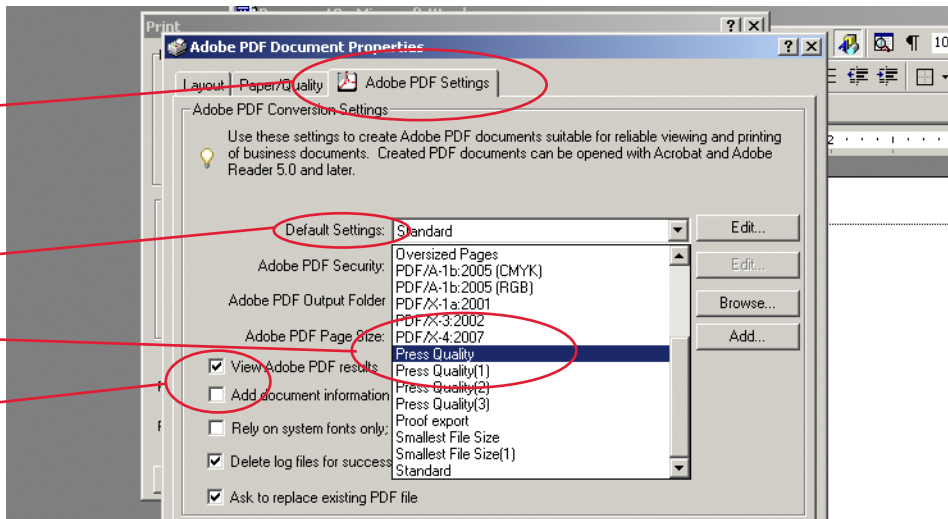 Print
Adobe PDF Document Properties
10
Layout Paper/Quality Adobe PDF Settings
Adobe PDF Conversion Settings
Use these settings to create Adobe PDF documents suitable for reliable viewing and printing
of business documents. Created PDF documents can be opened with Acrobat and Adobe
Reader 5.0 and later.
2
Default Settings: Standard Edit...
Oversized Pages
Adobe PDF Security: Edit...
PDF/A-1b:2005 (CMYK)
PDF/A-1b:2005 (RGB)
Adobe PDF Output Folder Browse...
PDF/X-1a:2001
PDF/X-3:2002
Adobe PDF Page Size: Add...
PDF/X-4:2007
Press Quality
View Adobe PDF results
Press Quality(1)
Press Quality(2)
Add document information
Press Quality(3)
Proof export
Rely on system fonts only;
Smallest File Size
Smallest File Size(1)
Delete log files for success
Standard
Ask to replace existing PDF file